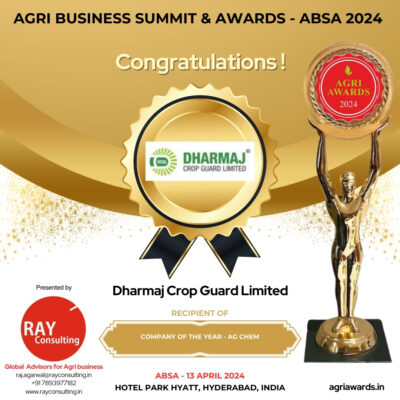 AGRI BUSINESS SUMMIT & AWARDS - ABSA 2024
Congratulations !
AGRI
AWARDS
2024
DHARMAJ®
CROP GUARD LIMITED
Presented by
RAY
Consulting
Global Advisors for Agri business
raj.agarwal@rayconsulting.in
+91 7893977182
www.rayconsulting.in
Dharmaj Crop Guard Limited
RECIPIENT OF
COMPANY OF THE YEAR - AG CHEM
ABSA - 13 APRIL 2024
HOTEL PARK HYATT, HYDERABAD, INDIA
agriawards.in